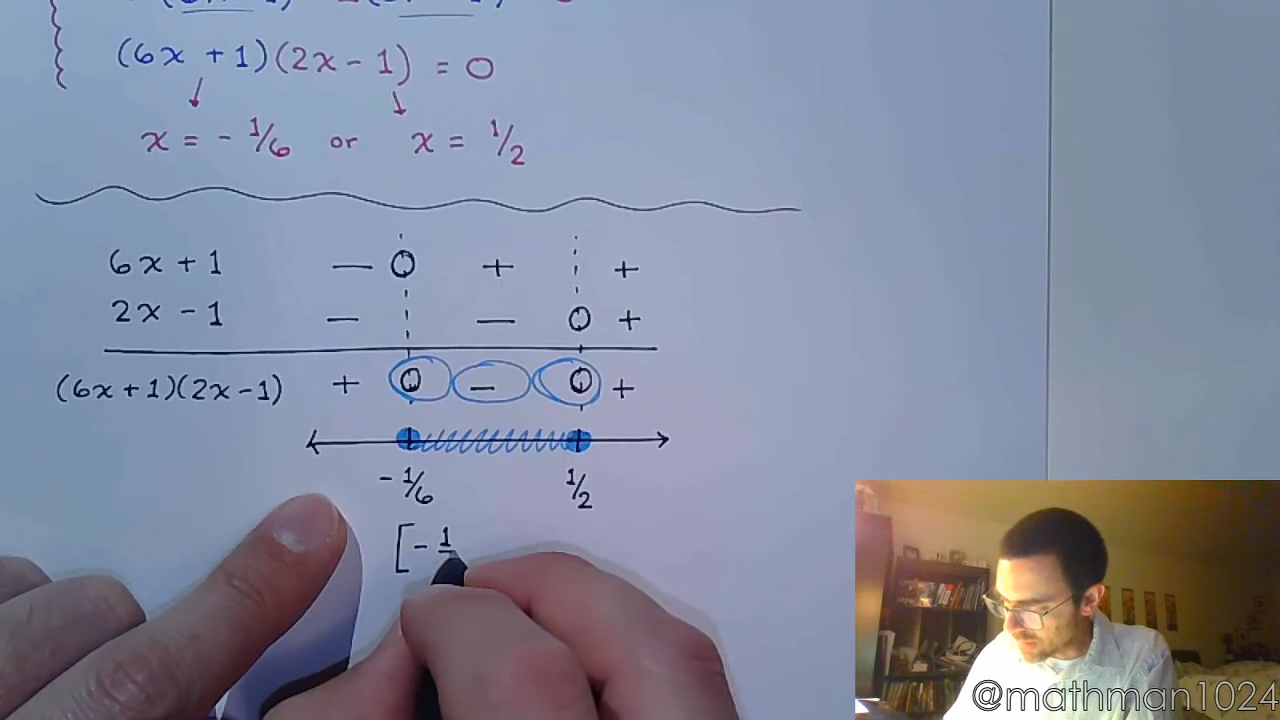 (6x + 1)(2x - 1) = 0
x = - 1/6 or x = 1/2
6x + 1 — 0 + +
2x - 1 — — 0 +
(6x+1)(2x-1) + 0 — 0 +
- 1/6 1/2
[- 1
@mathman1024